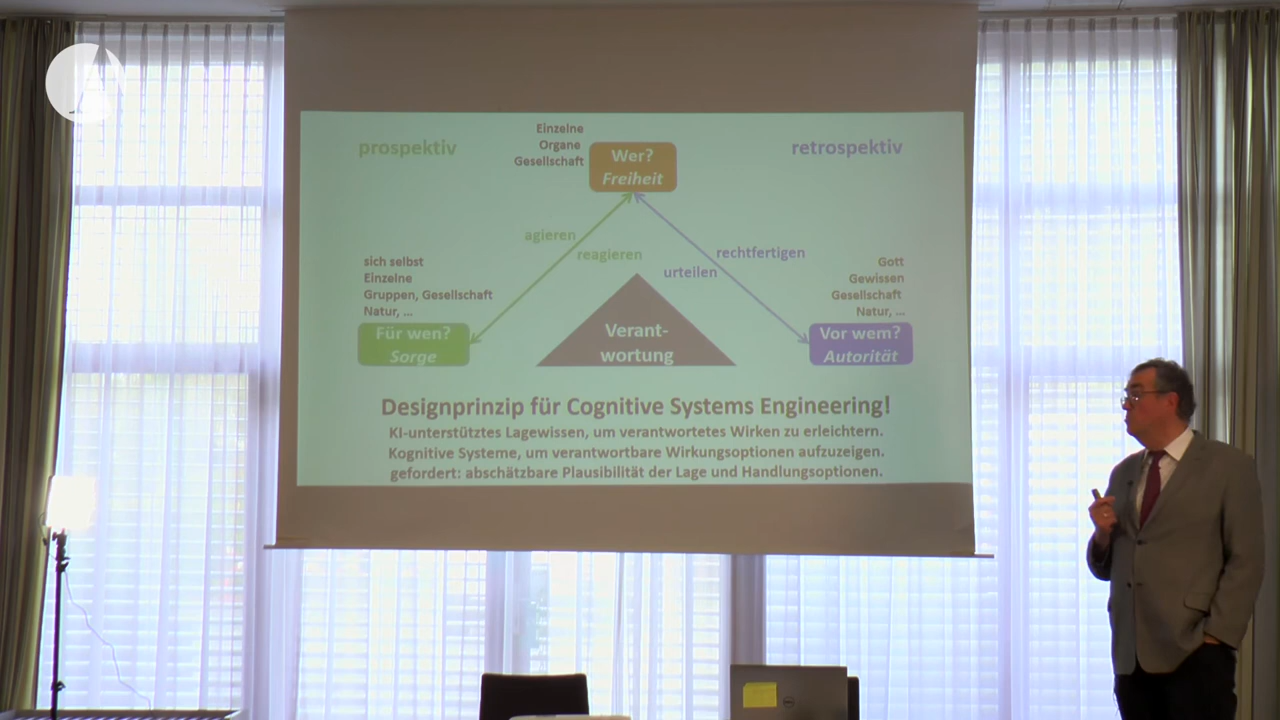 prospektiv
Einzelne
Organe
Gesellschaft
Wer?
Freiheit
retrospektiv
agieren
reagieren
rechtfertigen
urteilen
sich selbst
Einzelne
Gruppen, Gesellschaft
Natur, ...
Für wen?
Sorge
Verant-
wortung
Gott
Gewissen
Gesellschaft
Natur, ...
Vor wem?
Autorität
Designprinzip für Cognitive Systems Engineering!
KI-unterstütztes Lagewissen, um verantwortetes Wirken zu erleichtern.
Kognitive Systeme, um verantwortbare Wirkungsoptionen aufzuzeigen.
gefordert: abschätzbare Plausibilität der Lage und Handlungsoptionen.
DELL